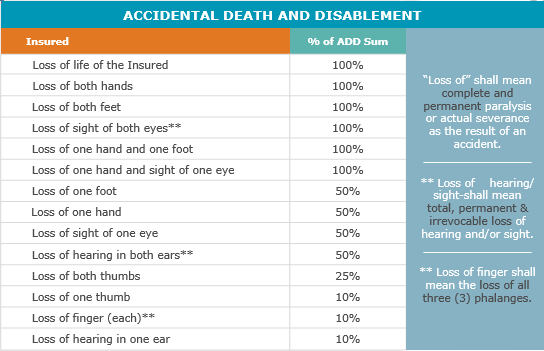 ACCIDENTAL DEATH AND DISABLEMENT
Insured % of ADD Sum
Loss of life of the Insured 100%
Loss of both hands 100%
Loss of both feet 100%
Loss of sight of both eyes** 100%
Loss of one hand and one foot 100%
Loss of one hand and sight of one eye 100%
Loss of one foot 50%
Loss of one hand 50%
Loss of sight of one eye 50%
Loss of hearing in both ears** 50%
Loss of both thumbs 25%
Loss of one thumb 10%
Loss of finger (each)** 10%
Loss of hearing in one ear 10%
“Loss of” shall mean
complete and
permanent paralysis
or actual severance
as the result of an
accident.
** Loss of hearing/
sight-shall mean
total, permanent &
irrevocable loss of
hearing and/or sight.
** Loss of finger shall
mean the loss of all
three (3) phalanges.